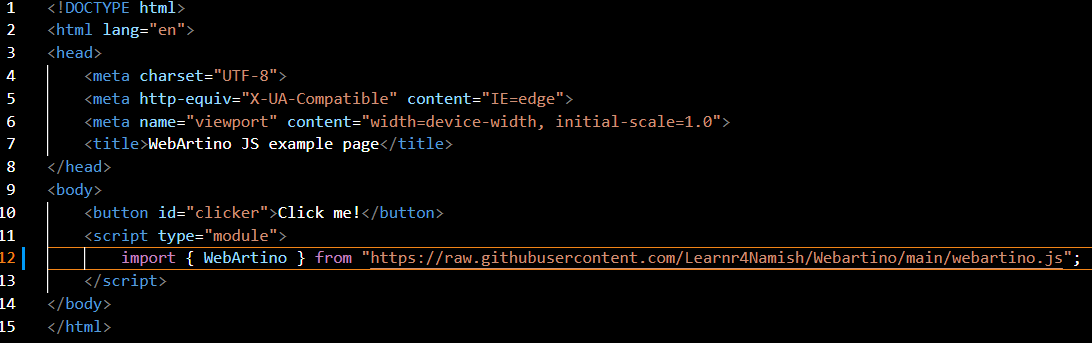 1 <!DOCTYPE html>
2 <html lang="en">
3 <head>
4     <meta charset="UTF-8">
5     <meta http-equiv="X-UA-Compatible" content="IE=edge">
6     <meta name="viewport" content="width=device-width, initial-scale=1.0">
7     <title>WebArtino JS example page</title>
8 </head>
9 <body>
10     <button id="clicker">Click me!</button>
11     <script type="module">
12         import { WebArtino } from "https://raw.githubusercontent.com/Learnr4Namish/Webartino/main/webartino.js";
13     </script>
14 </body>
15 </html>